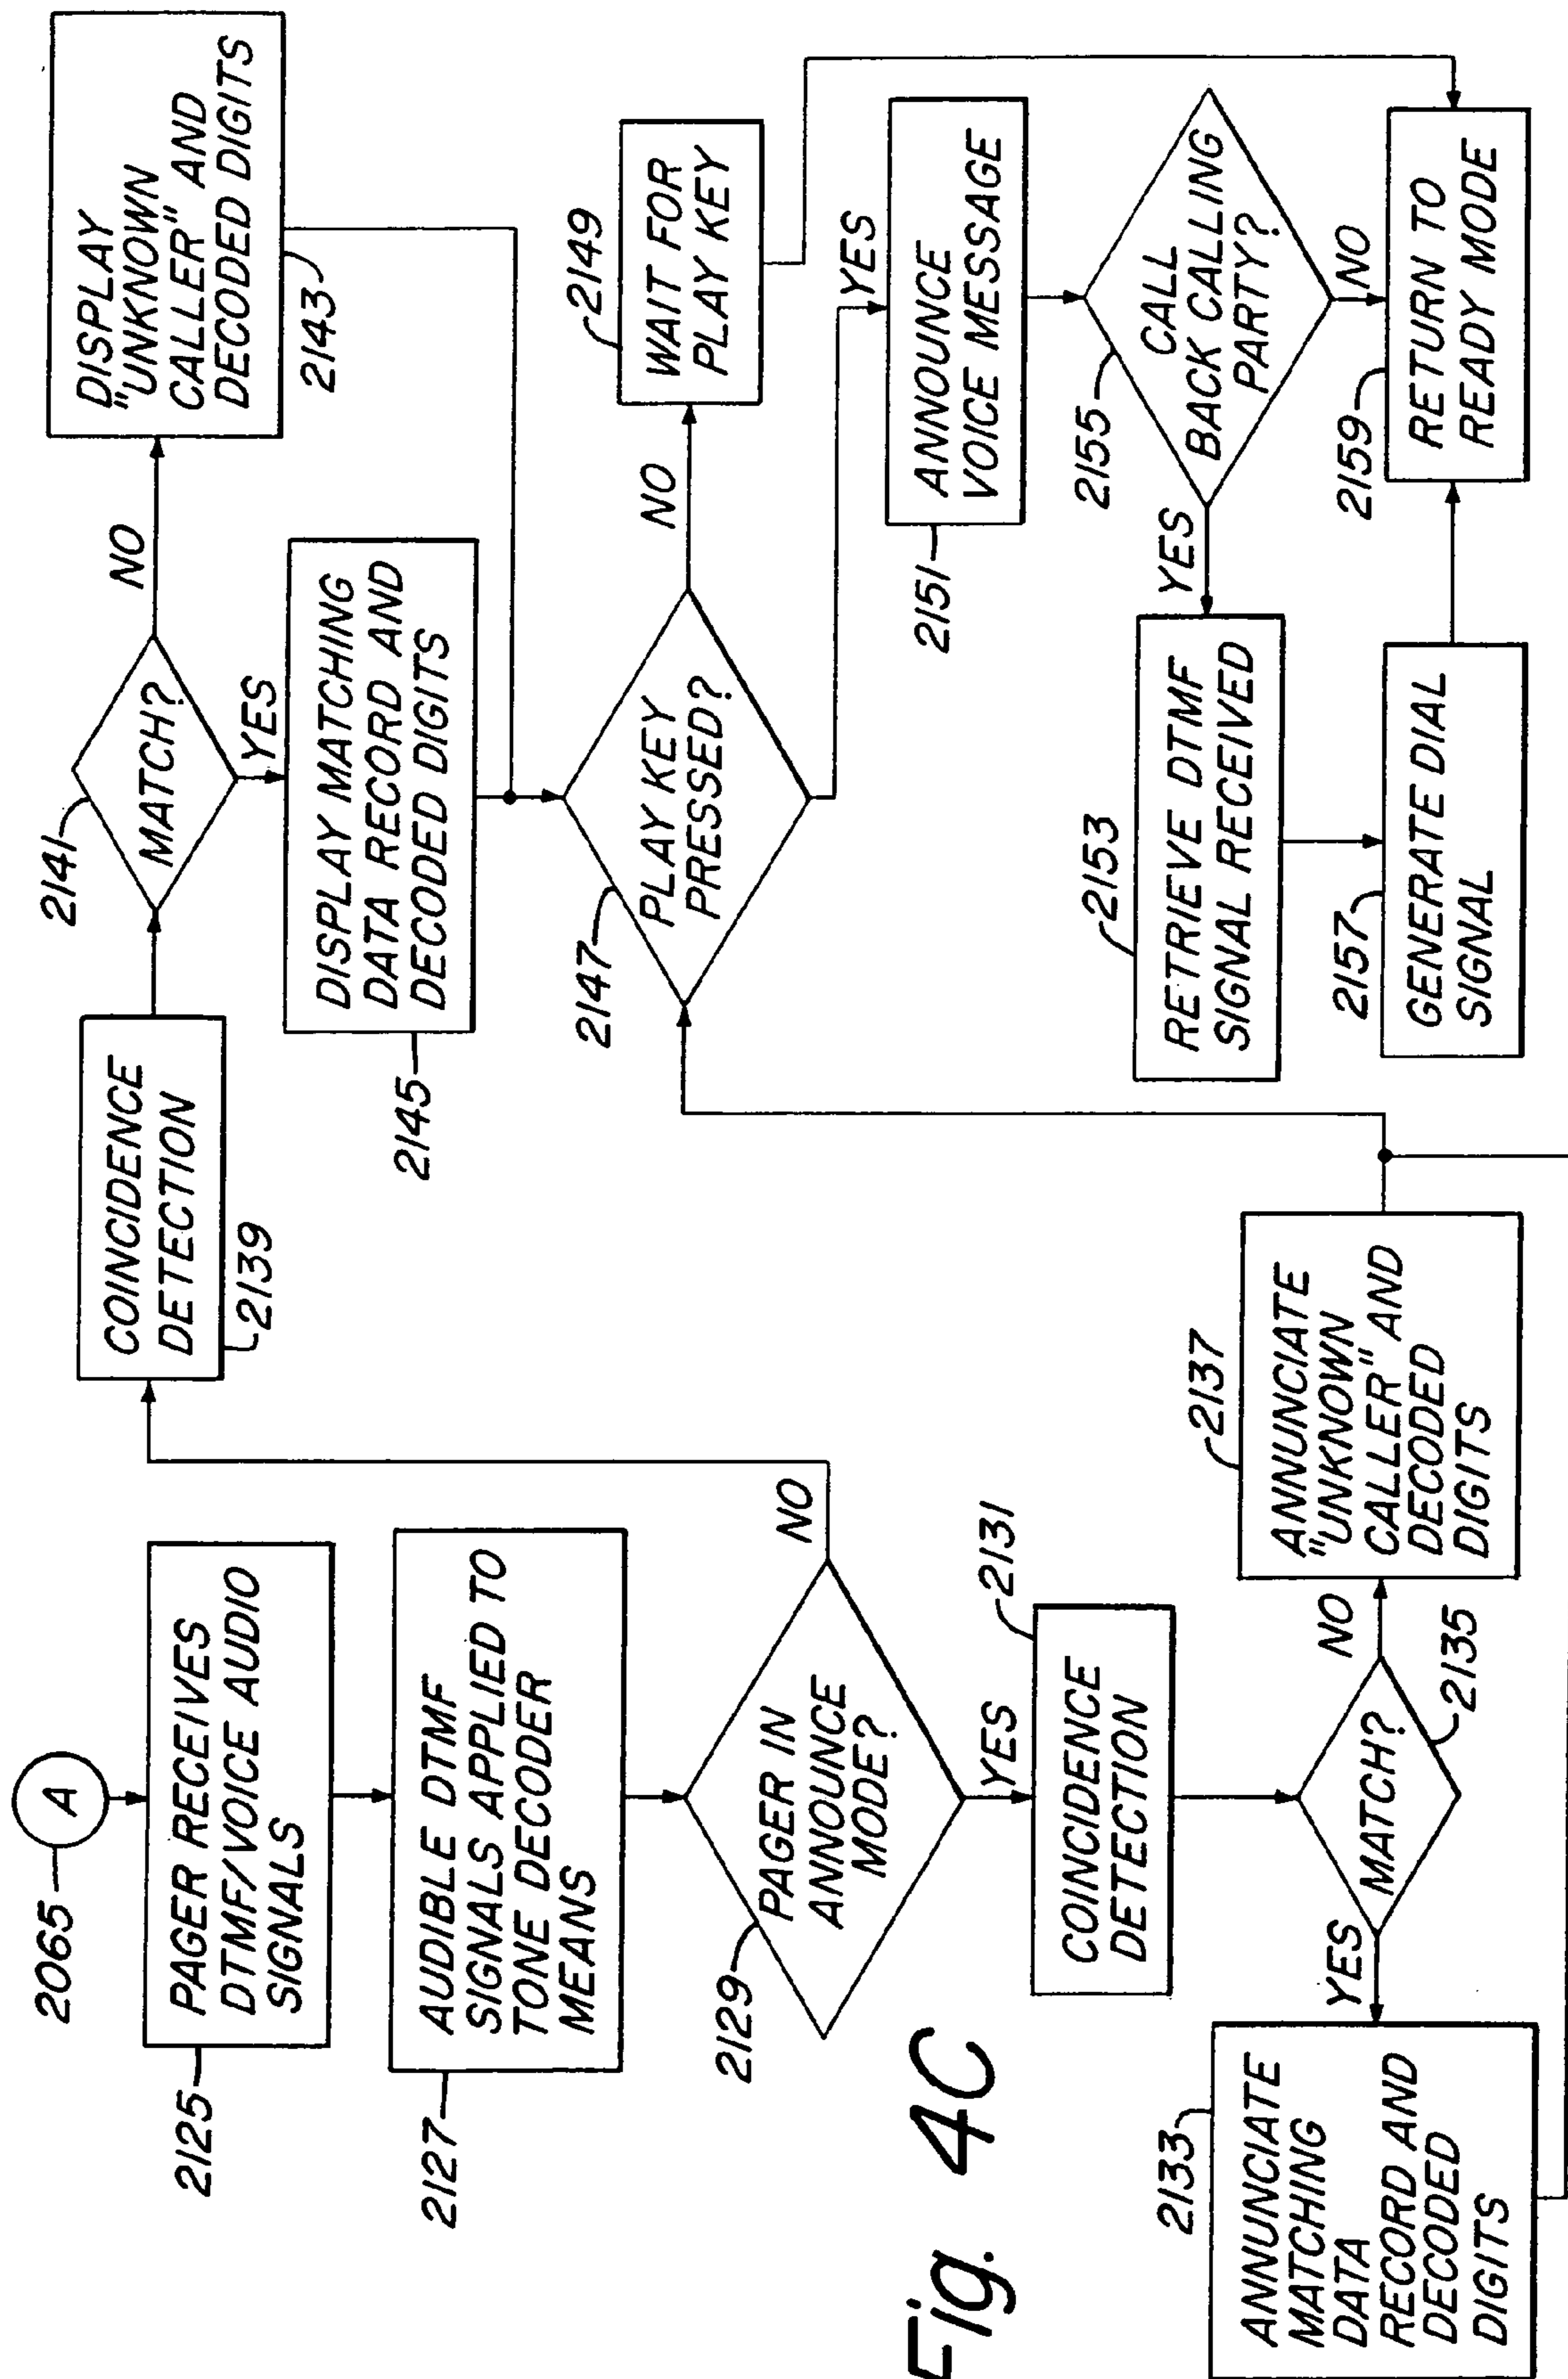 2065
A
2125
PAGER RECEIVES
DTMF/VOICE AUDIO
SIGNALS
2127
AUDIBLE DTMF
SIGNALS APPLIED TO
TONE DECODER
MEANS
2129
PAGER IN
ANNOUNCE
MODE?
NO
YES
2131
COINCIDENCE
DETECTION
MATCH?
2135
YES
NO
2133
ANNUNCIATE
MATCHING
DATA
RECORD AND
DECODED
DIGITS
2137
ANNUNCIATE
"UNKNOWN
CALLER" AND
DECODED
DIGITS
COINCIDENCE
DETECTION
2139
2141
MATCH?
NO
YES
DISPLAY
"UNKNOWN
CALLER" AND
DECODED DIGITS
2143
2145
DISPLAY MATCHING
DATA RECORD AND
DECODED DIGITS
2147
PLAY KEY
PRESSED?
NO
YES
2149
WAIT FOR
PLAY KEY
2151
ANNOUNCE
VOICE MESSAGE
2155
CALL
BACK CALLING
PARTY?
YES
NO
2153
RETRIEVE DTMF
SIGNAL RECEIVED
2157
GENERATE DIAL
SIGNAL
2159
RETURN TO
READY MODE
Fig. 4C